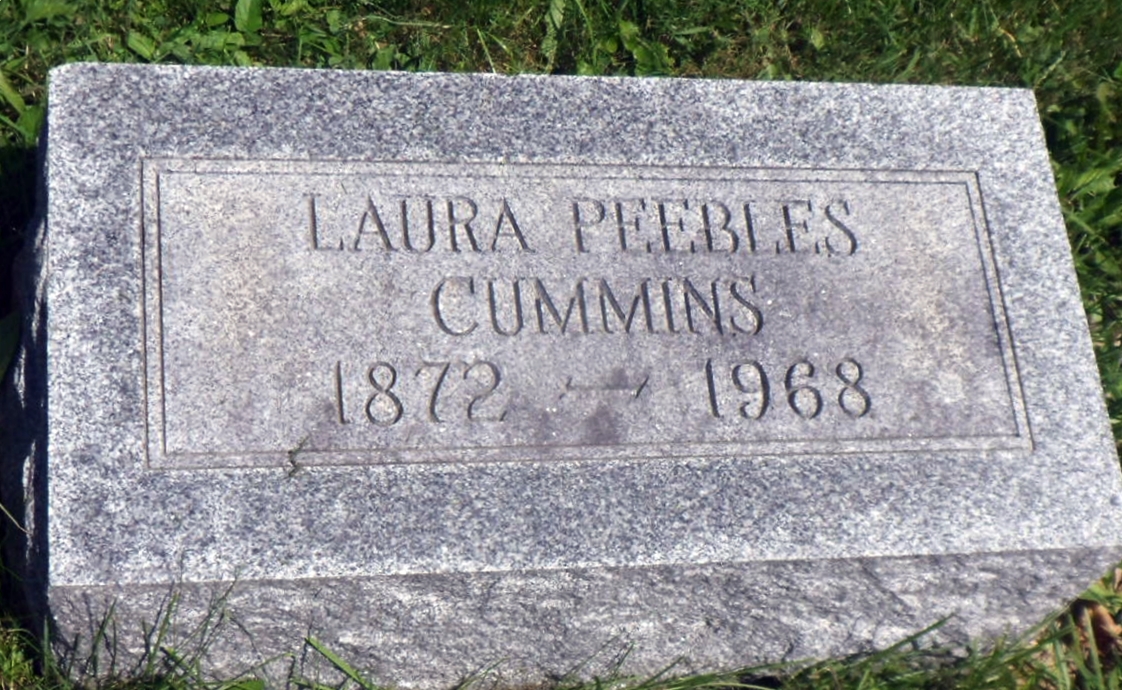 LAURA PEEBLES
CUMMINS
1872 — 1968